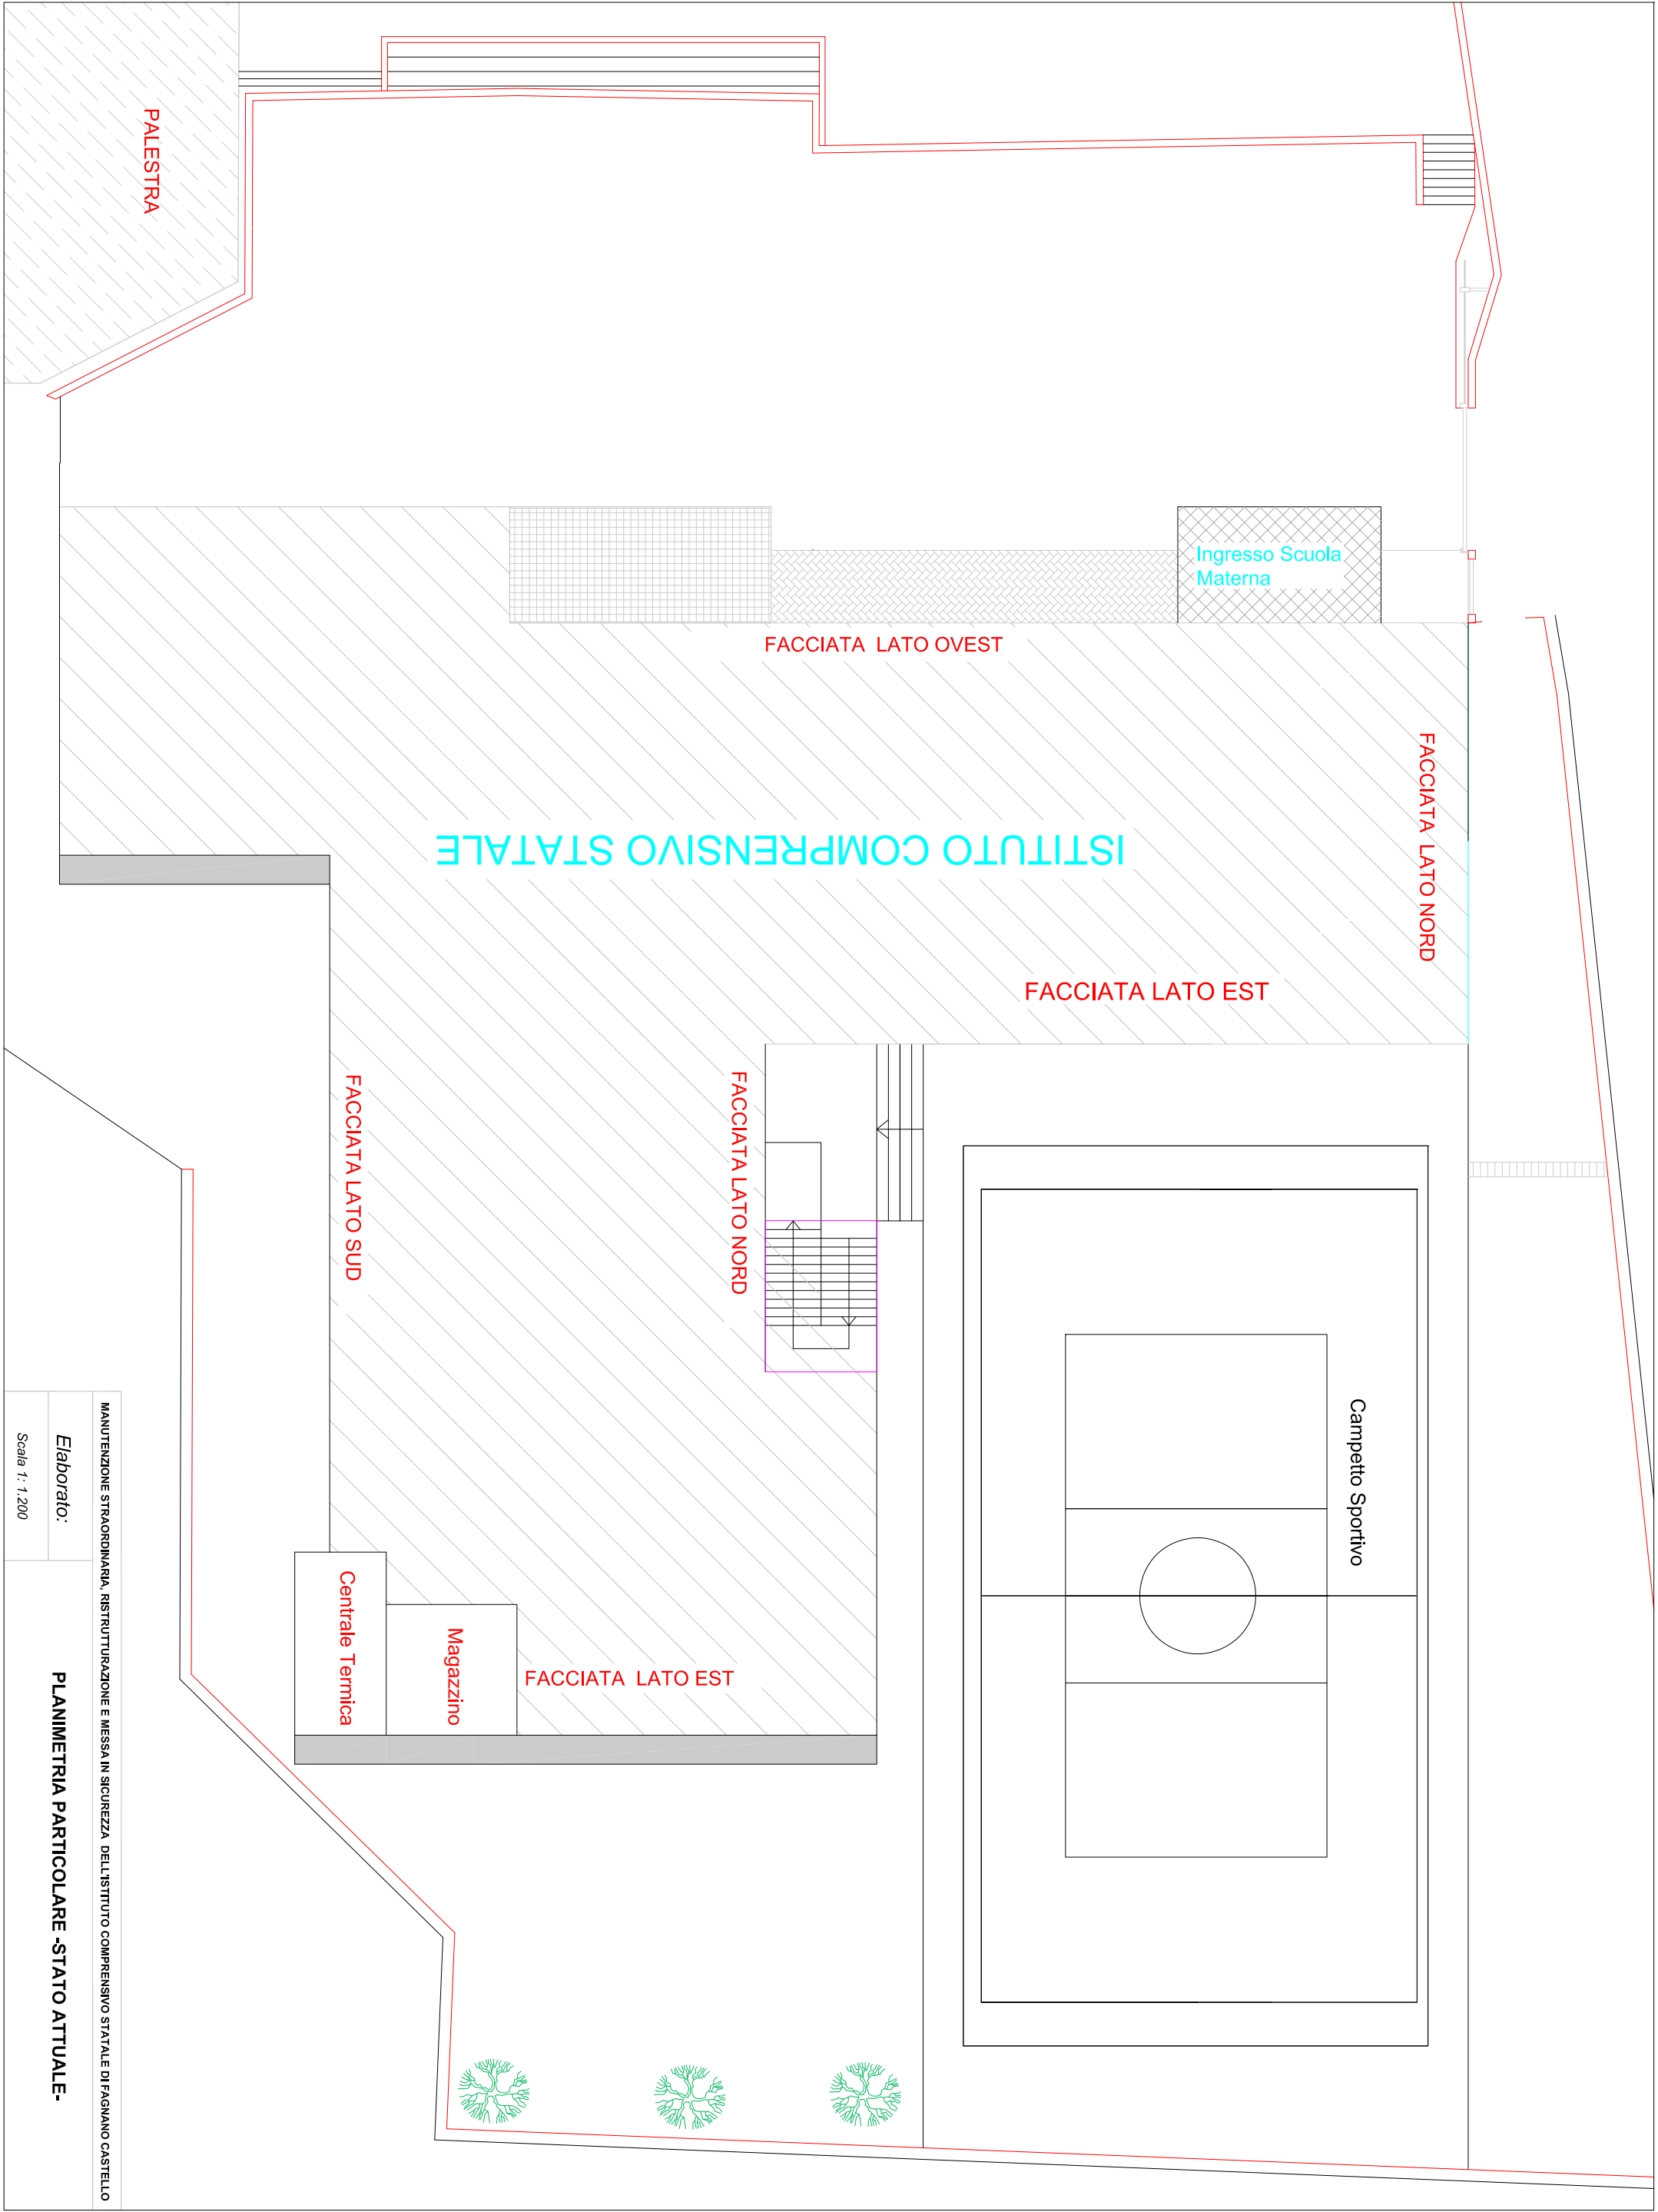 PALESTRA
Ingresso Scuola
Materna
FACCIATA LATO OVEST
FACCIATA LATO NORD
ISTITUTO COMPRENSIVO STATALE
FACCIATA LATO EST
FACCIATA LATO SUD
FACCIATA LATO NORD
Campetto Sportivo
Centrale Termica
Magazzino
FACCIATA LATO EST
MANUTENZIONE STRAORDINARIA, RISTRUTTURAZIONE E MESSA IN SICUREZZA DELL'ISTITUTO COMPRENSIVO STATALE DI FAGNANO CASTELLO
Elaborato:
PLANIMETRIA PARTICOLARE -STATO ATTUALE-
Scala 1: 1.200